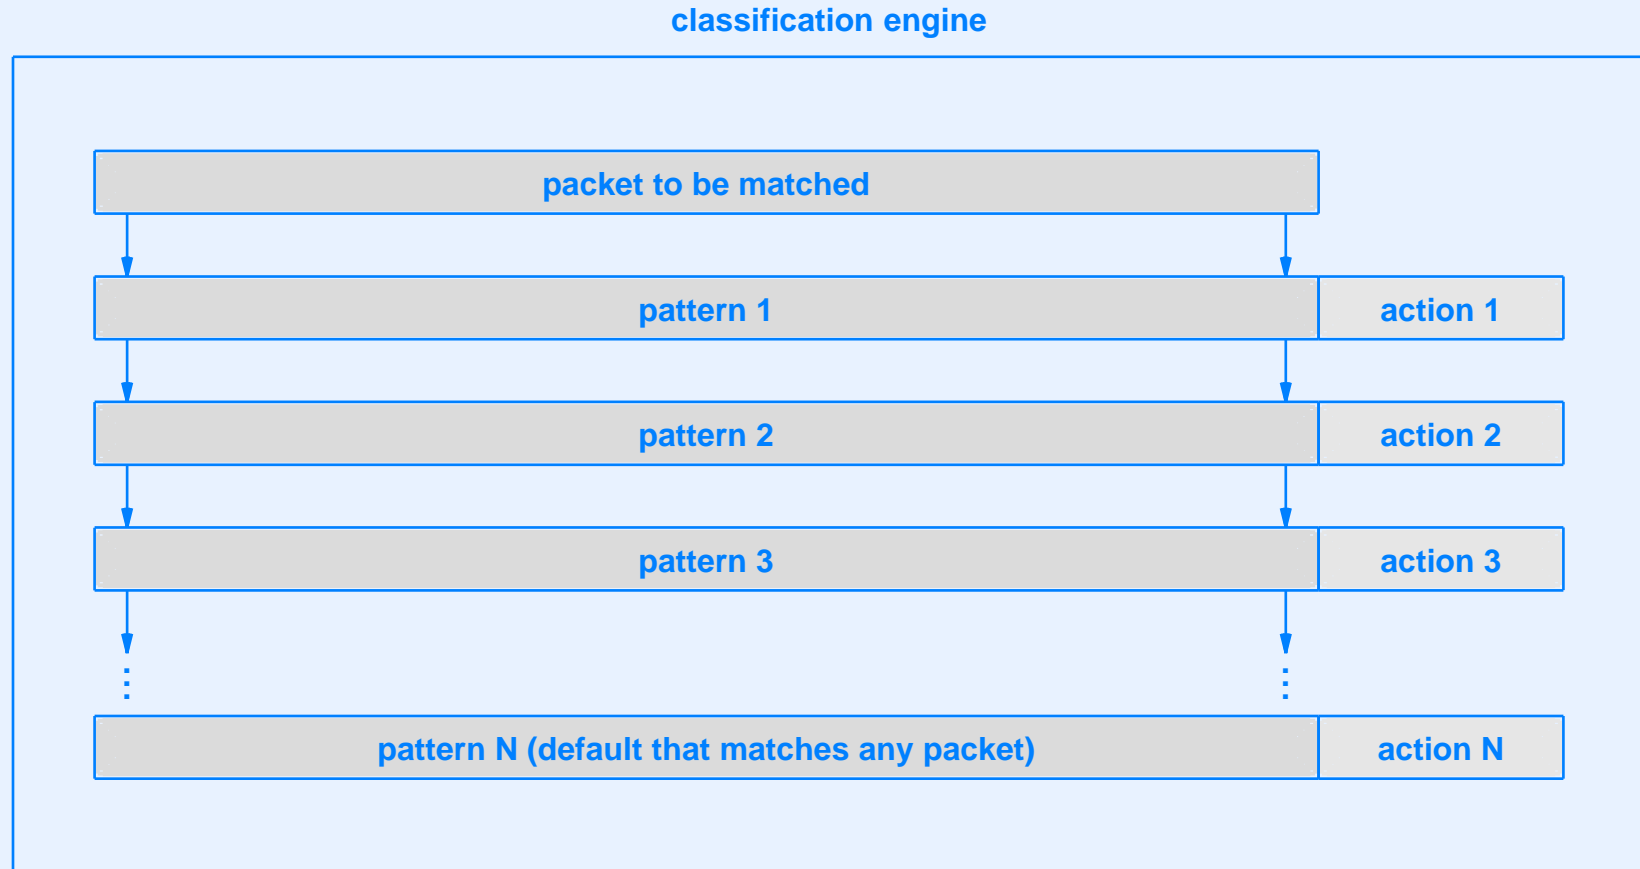 classification engine
packet to be matched
pattern 1 action 1
pattern 2 action 2
pattern 3 action 3
pattern N (default that matches any packet) action N